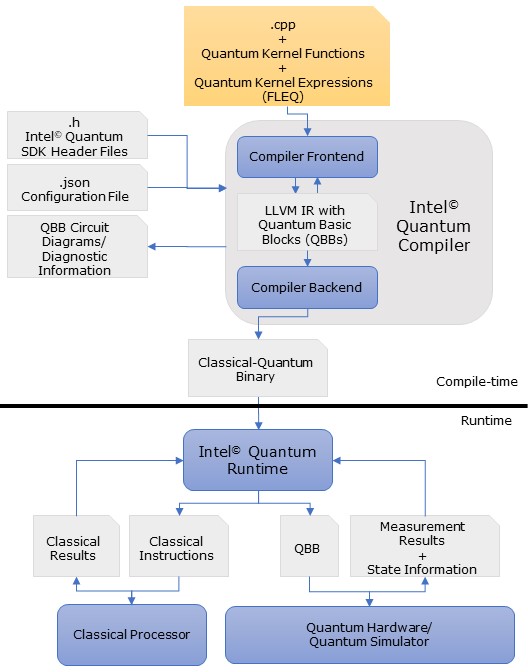 .cpp
+
Quantum Kernel Functions
+
Quantum Kernel Expressions
(FLEQ)
.h
Intel© Quantum
SDK Header Files
.json
Configuration File
QBB Circuit
Diagrams/
Diagnostic
Information
Compiler Frontend
LLVM IR with
Quantum Basic
Blocks (QBBs)
Compiler Backend
Intel©
Quantum
Compiler
Classical-Quantum
Binary
Compile-time
Runtime
Intel© Quantum
Runtime
Classical
Results
Classical
Instructions
QBB
Measurement
Results
+
State Information
Classical Processor
Quantum Hardware/
Quantum Simulator